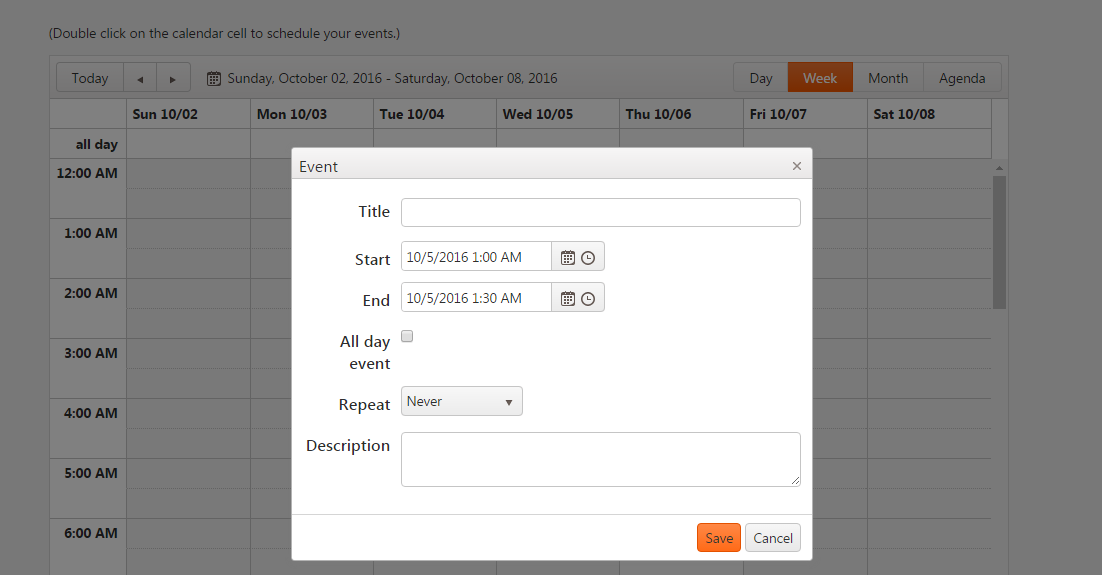 (Double click on the calendar cell to schedule your events.)
Today Sunday, October 02, 2016 - Saturday, October 08, 2016 Day Week Month Agenda
Sun 10/02 Mon 10/03 Tue 10/04 Wed 10/05 Thu 10/06 Fri 10/07 Sat 10/08
all day
12:00 AM
1:00 AM
2:00 AM
3:00 AM
4:00 AM
5:00 AM
6:00 AM
Event
Title
Start 10/5/2016 1:00 AM
End 10/5/2016 1:30 AM
All day
event
Repeat Never
Description
Save Cancel